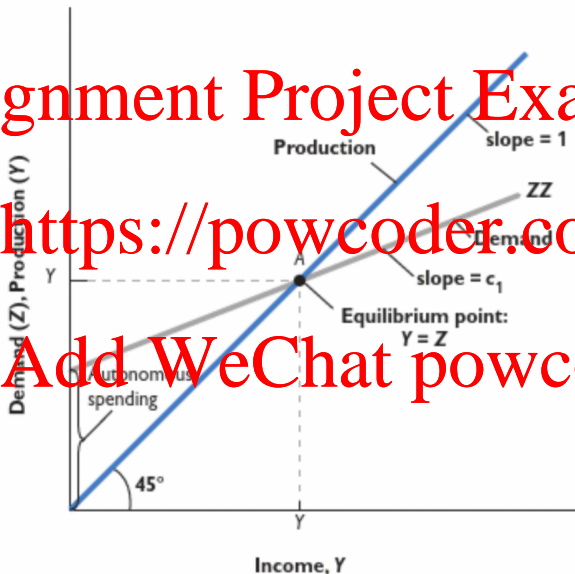 gnment Project Exa
slope = 1
Production
Demand (Z), Production (Y)
ZZ
https://powcoder.co
Demand
A
Y
slope = c1
Equilibrium point:
Y = Z
Add WeChat powc
Autonomous
spending
45°
Y
Income, Y